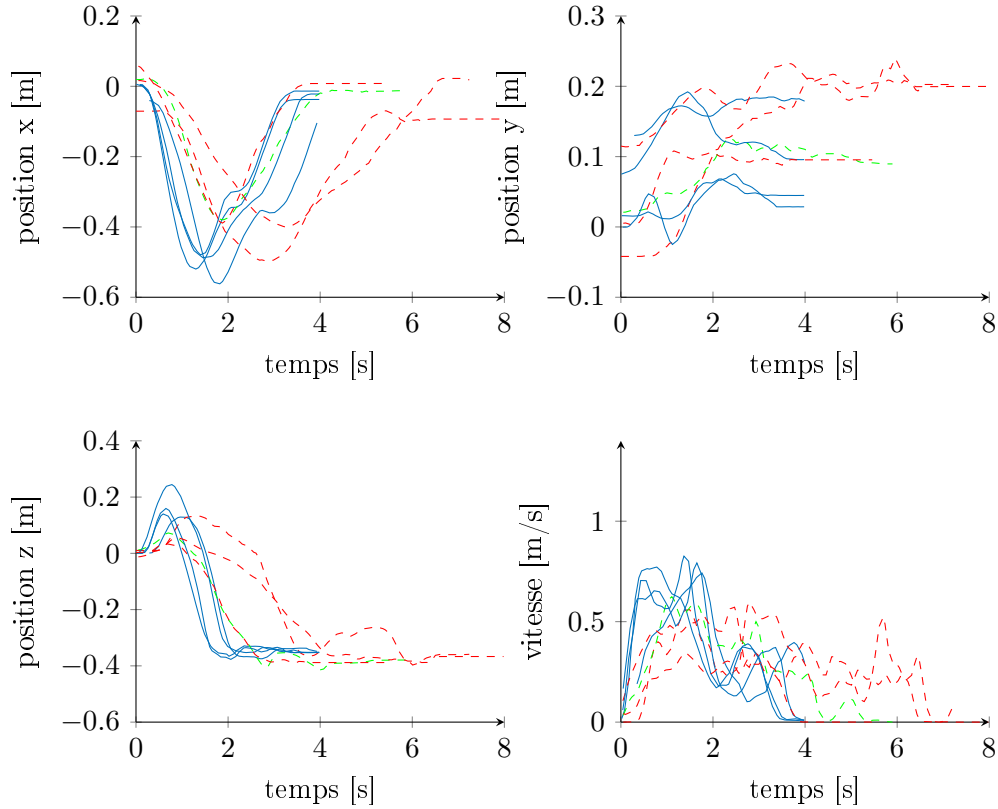 0.2
0
−0.2
−0.4
−0.6
0 2 4 6 8
temps [s]
position x [m]
0.3
0.2
0.1
0
−0.1
0 2 4 6 8
temps [s]
position y [m]
0.4
0.2
0
−0.2
−0.4
−0.6
0 2 4 6 8
temps [s]
position z [m]
1
0.5
0
0 2 4 6 8
temps [s]
vitesse [m/s]